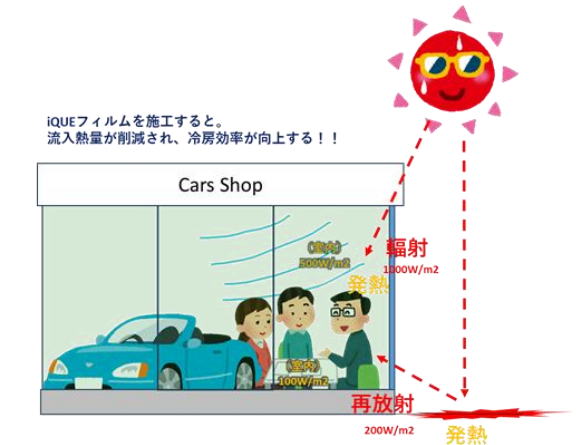 iQUEフィルムを施工すると。
流入熱量が削減され、冷房効率が向上する！！
Cars Shop
（室内）
500W/m2
輻射
1000W/m2
発熱
（室内）
100W/m2
再放射
200W/m2
発熱